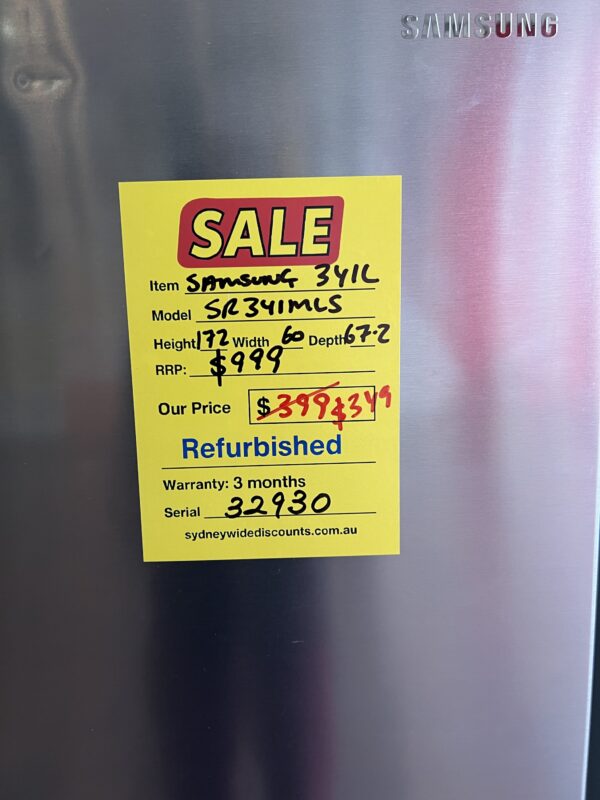 SAMSUNG
SALE
Item SAMSUNG 341L
Model SR341MLS
Height 172 Width 60 Depth 67.2
RRP: $999
Our Price $399 $349
Refurbished
Warranty: 3 months
Serial 32930
sydneywidediscounts.com.au